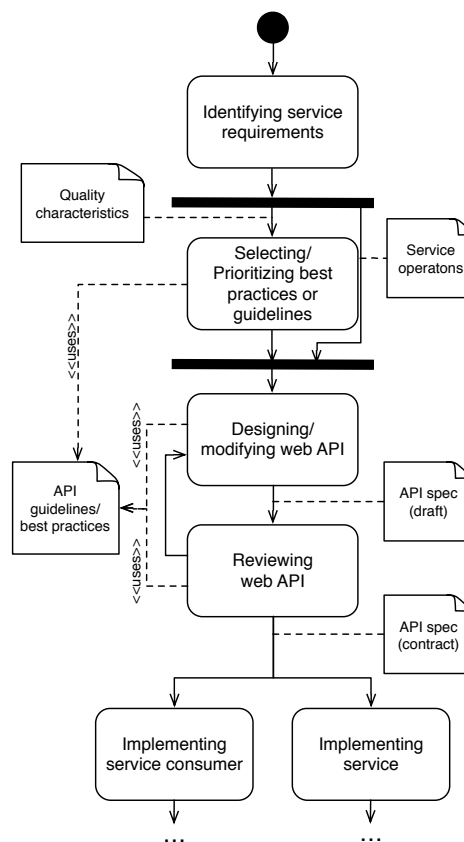 Identifying service
requirements
Quality
characteristics
Selecting/
Prioritizing best
practices or
guidelines
Service
operatons
<<uses>>
Designing/
modifying web API
<<uses>>
API
guidelines/
best practices
API spec
(draft)
<<uses>>
Reviewing
web API
API spec
(contract)
Implementing
service consumer
Implementing
service
...
...